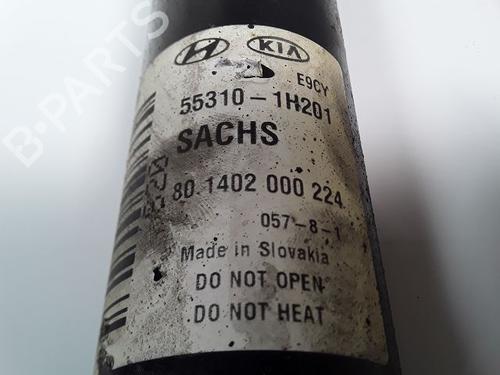 KIA
E9CY
55310-1H201
SACHS
80 1402 000 224
057-8-1
Made in Slovakia
DO NOT OPEN
DO NOT HEAT
B-PARTS